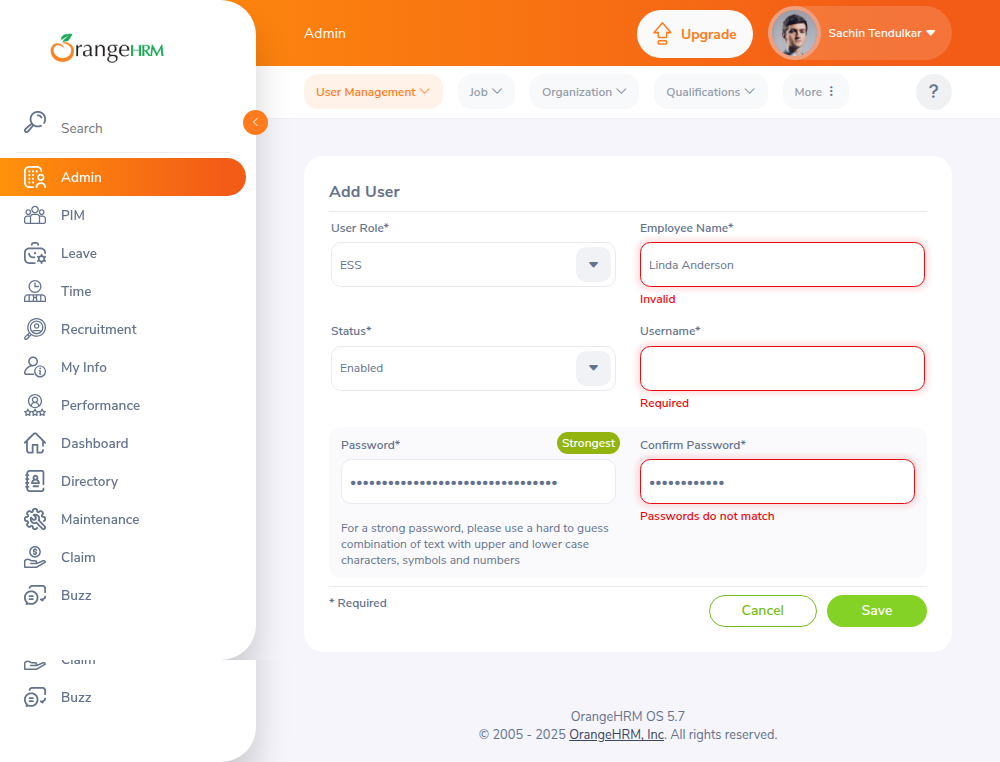 OrangeHRM
Admin
Upgrade
Sachin Tendulkar
User Management
Job
Organization
Qualifications
More
?
Search
Admin
PIM
Leave
Time
Recruitment
My Info
Performance
Dashboard
Directory
Maintenance
Claim
Buzz
Claim
Buzz
Add User
User Role*
Employee Name*
ESS
Linda Anderson
Invalid
Status*
Username*
Enabled
Required
Password*
Strongest
Confirm Password*
Passwords do not match
For a strong password, please use a hard to guess
combination of text with upper and lower case
characters, symbols and numbers
* Required
Cancel
Save
OrangeHRM OS 5.7
© 2005 - 2025 OrangeHRM, Inc. All rights reserved.